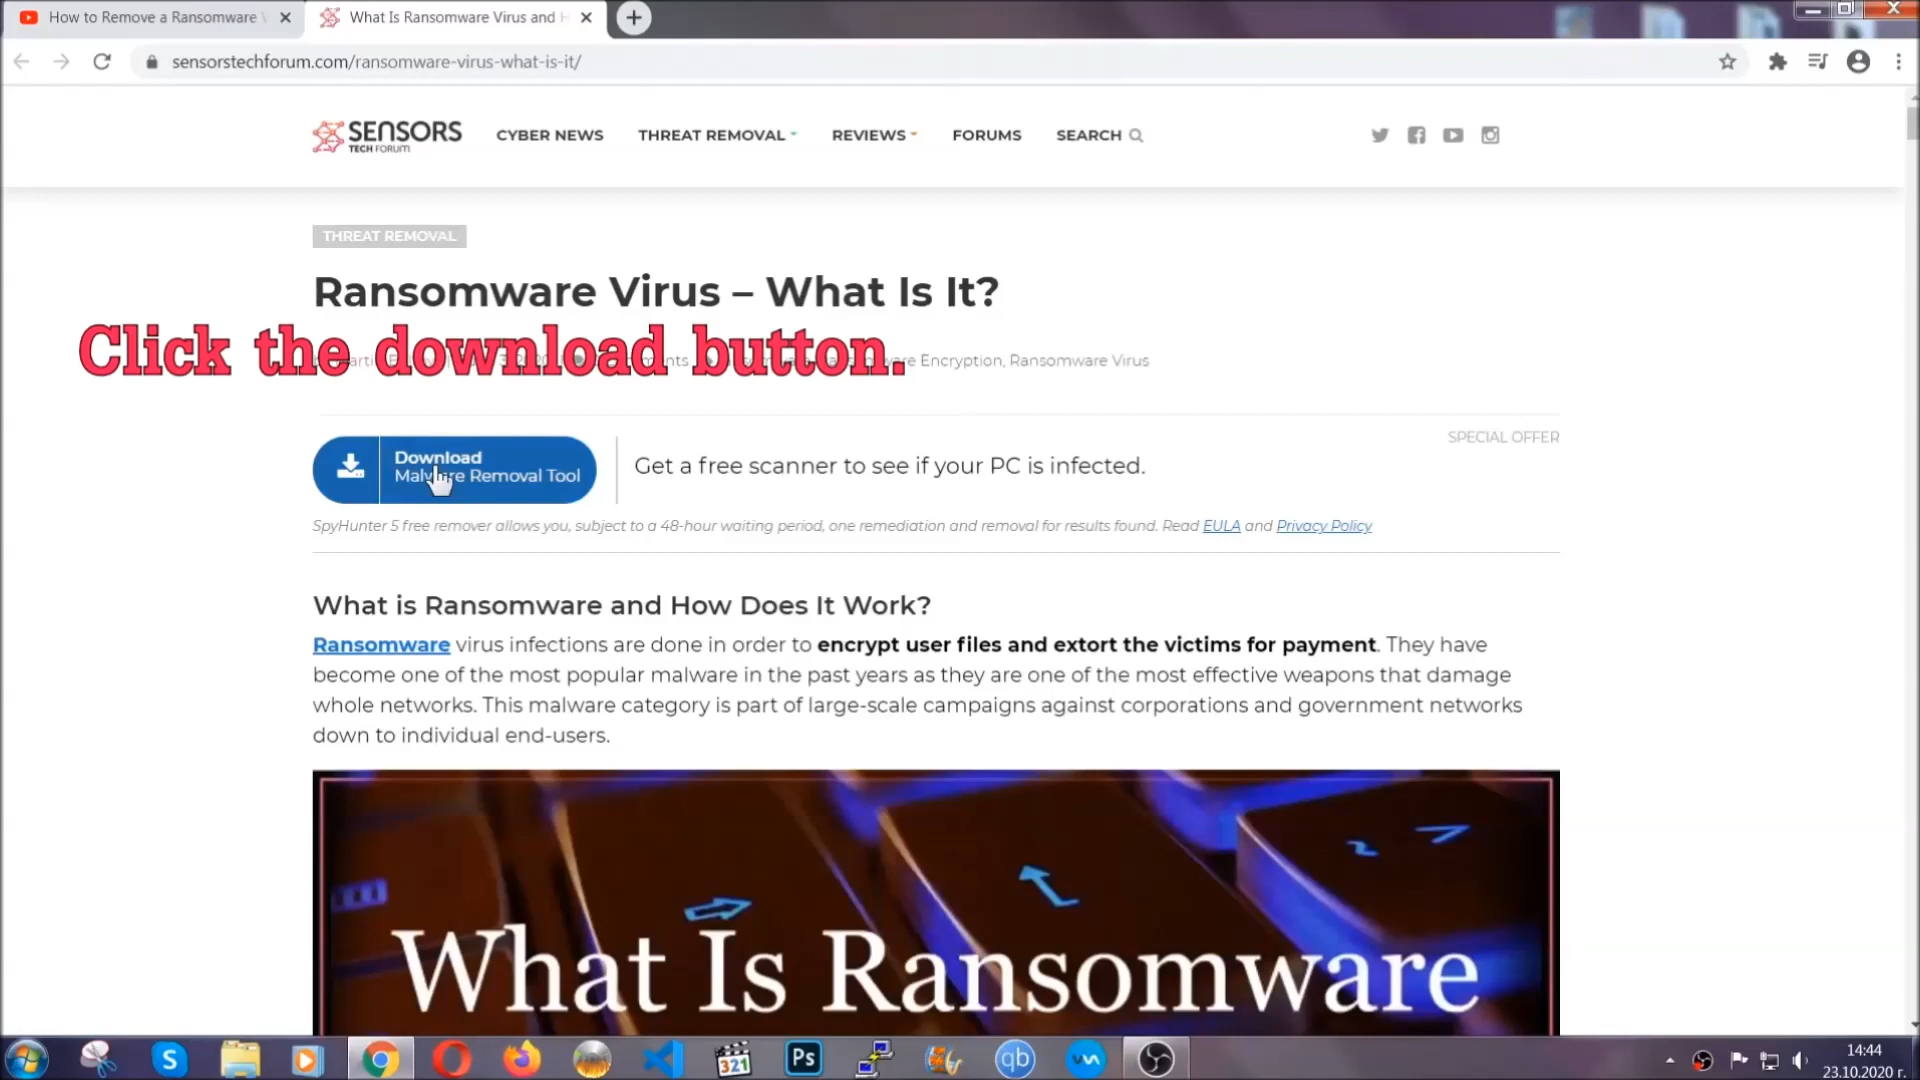 How to Remove a Ransomware
What Is Ransomware Virus and
sensorstechforum.com/ransomware-virus-what-is-it/
SENSORS
TECH FORUM
CYBER NEWS
THREAT REMOVAL
REVIEWS
FORUMS
SEARCH
THREAT REMOVAL
Ransomware Virus – What Is It?
Click the download button.
Encryption, Ransomware Virus
SPECIAL OFFER
Download
Malware Removal Tool
Get a free scanner to see if your PC is infected.
SpyHunter 5 free remover allows you, subject to a 48-hour waiting period, one remediation and removal for results found. Read EULA and Privacy Policy
What is Ransomware and How Does It Work?
Ransomware virus infections are done in order to encrypt user files and extort the victims for payment. They have
become one of the most popular malware in the past years as they are one of the most effective weapons that damage
whole networks. This malware category is part of large-scale campaigns against corporations and government networks
down to individual end-users.
What Is Ransomware
S
321
Ps
qb
14:44
23.10.2020 г.